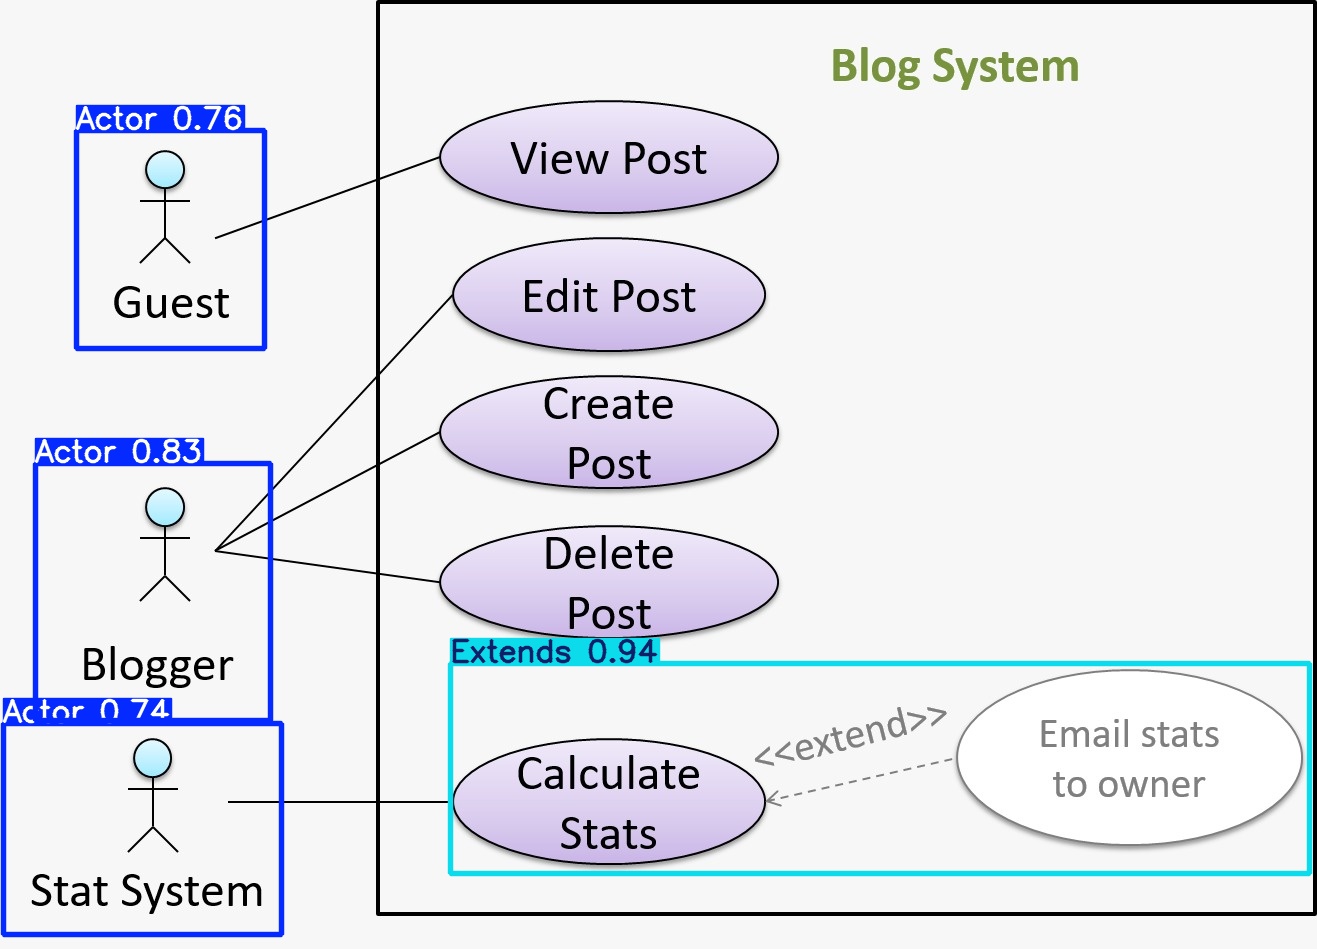 Blog System
Actor 0.76
Guest
View Post
Edit Post
Create
Post
Actor 0.83
Blogger
Delete
Post
Extends 0.94
Actor 0.74
Stat System
Calculate
Stats
<<extend>>
Email stats
to owner